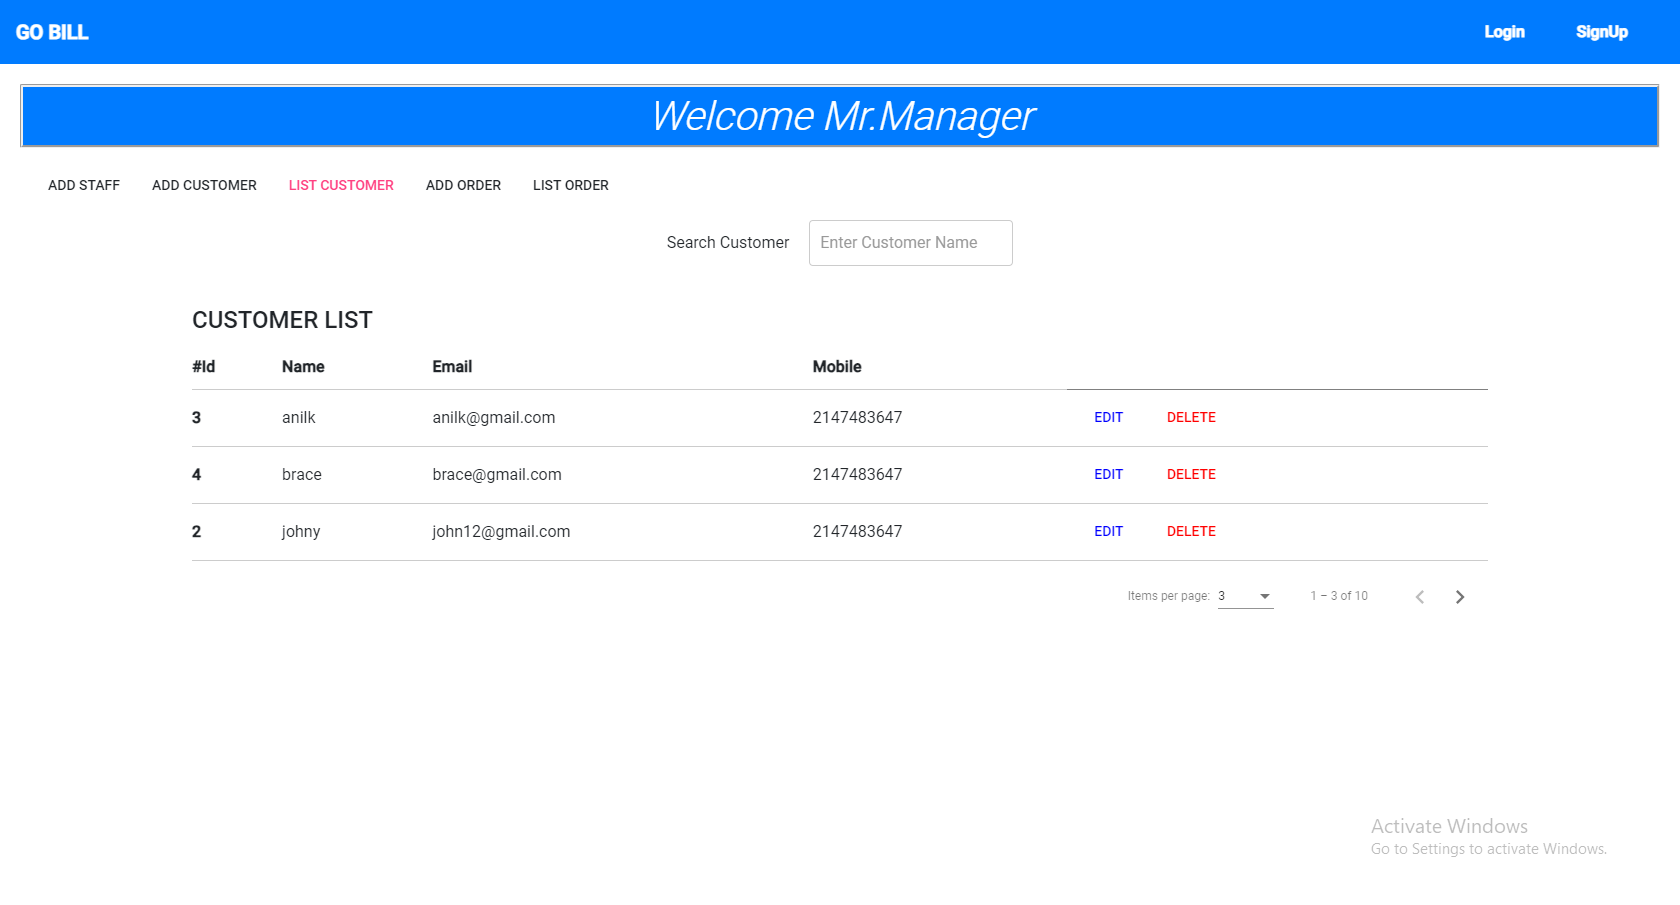 GO BILL Login SignUp
Welcome Mr.Manager
ADD STAFF ADD CUSTOMER LIST CUSTOMER ADD ORDER LIST ORDER
Search Customer Enter Customer Name
CUSTOMER LIST
#Id Name Email Mobile
3 anilk anilk@gmail.com 2147483647 EDIT DELETE
4 brace brace@gmail.com 2147483647 EDIT DELETE
2 johny john12@gmail.com 2147483647 EDIT DELETE
Items per page: 3 1 – 3 of 10
Activate Windows
Go to Settings to activate Windows.